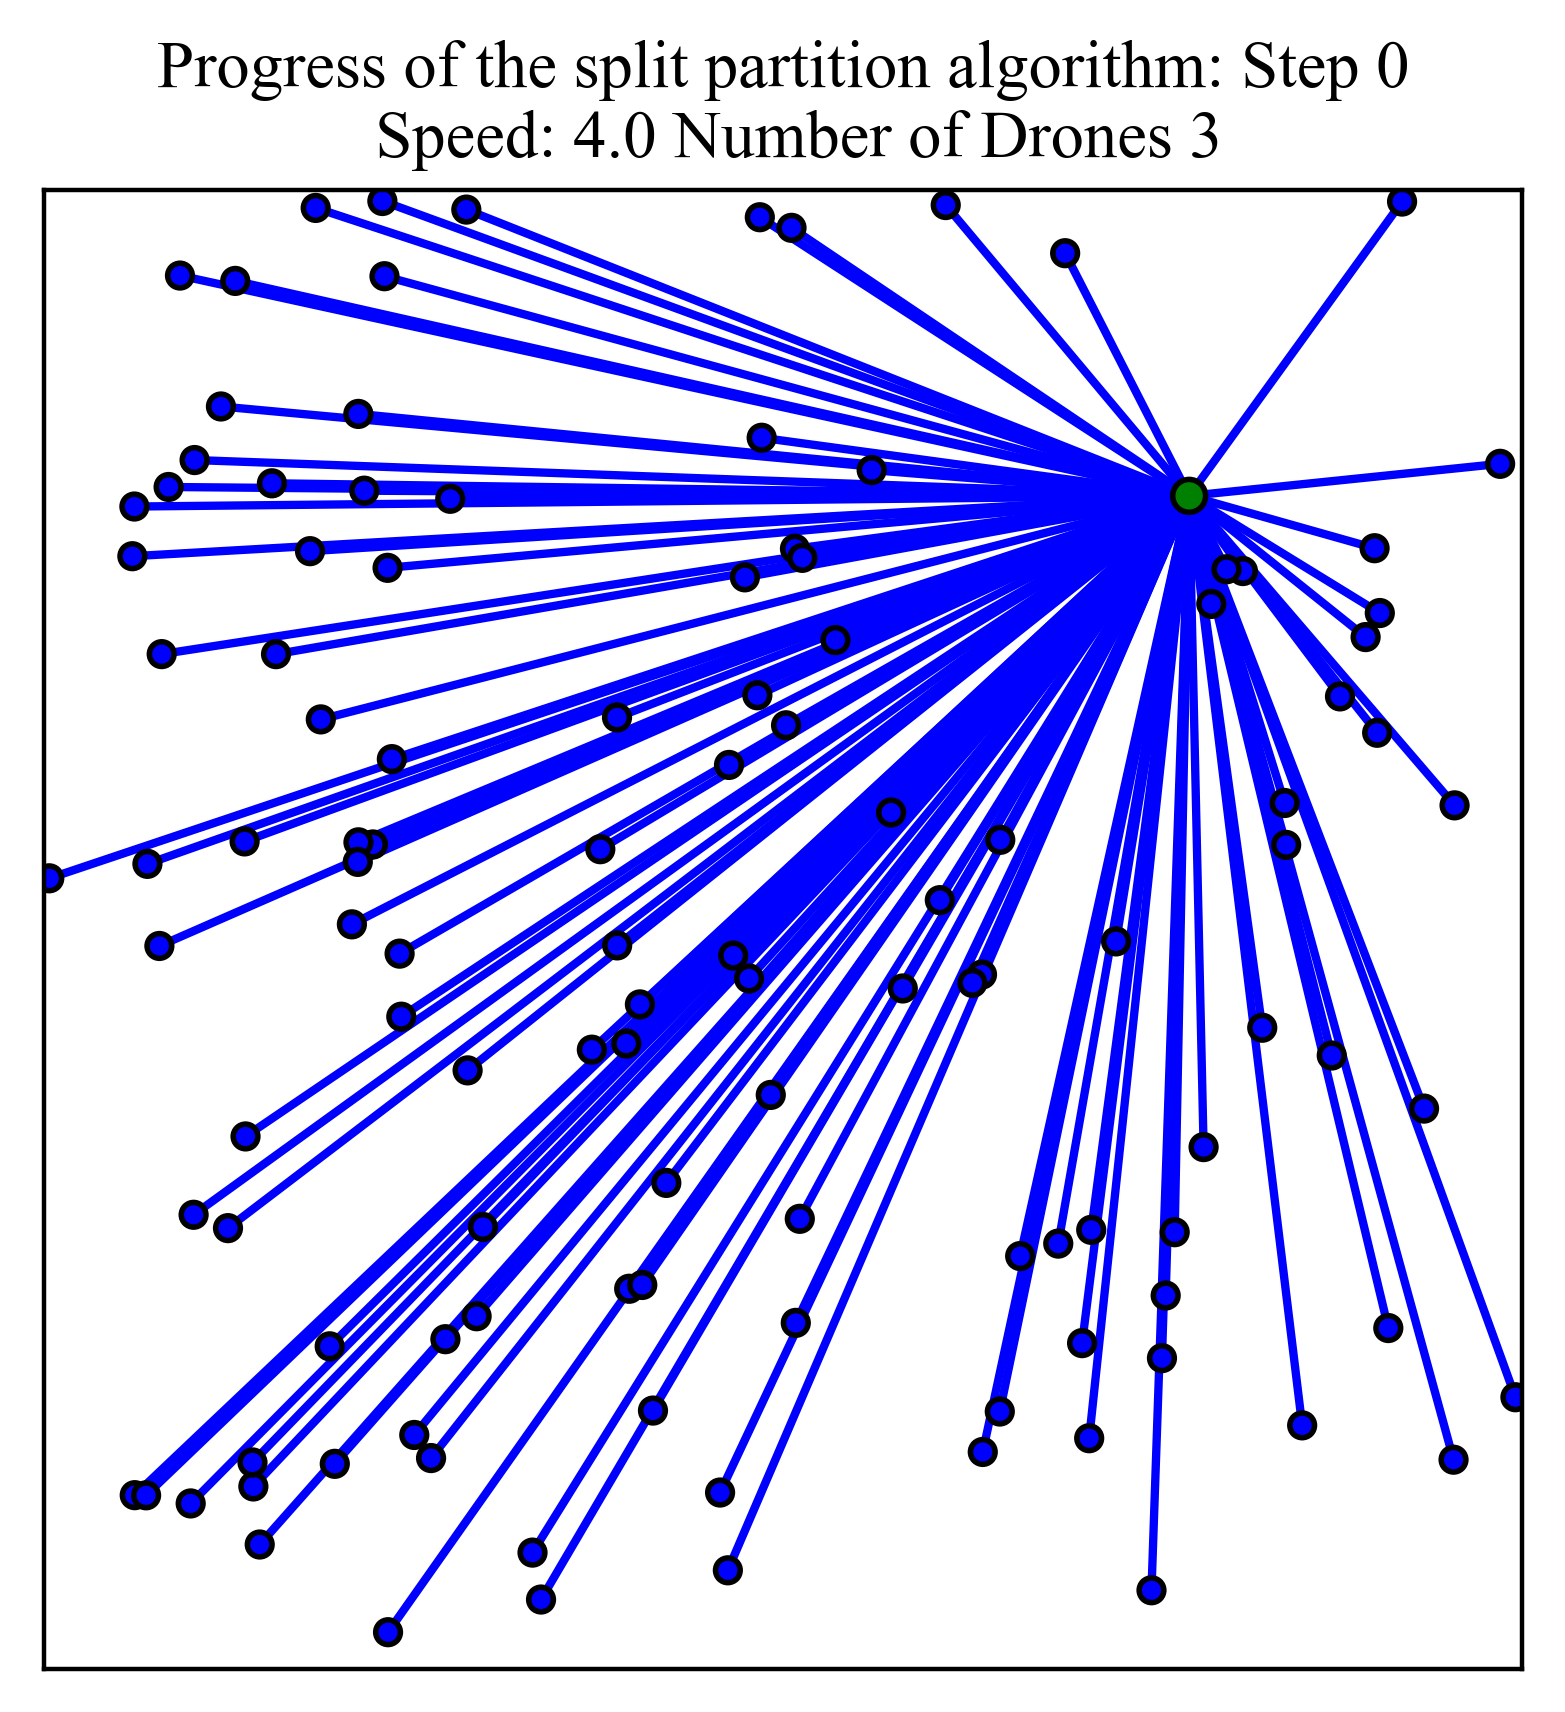 Progress of the split partition algorithm: Step 0
Speed: 4.0 Number of Drones 3